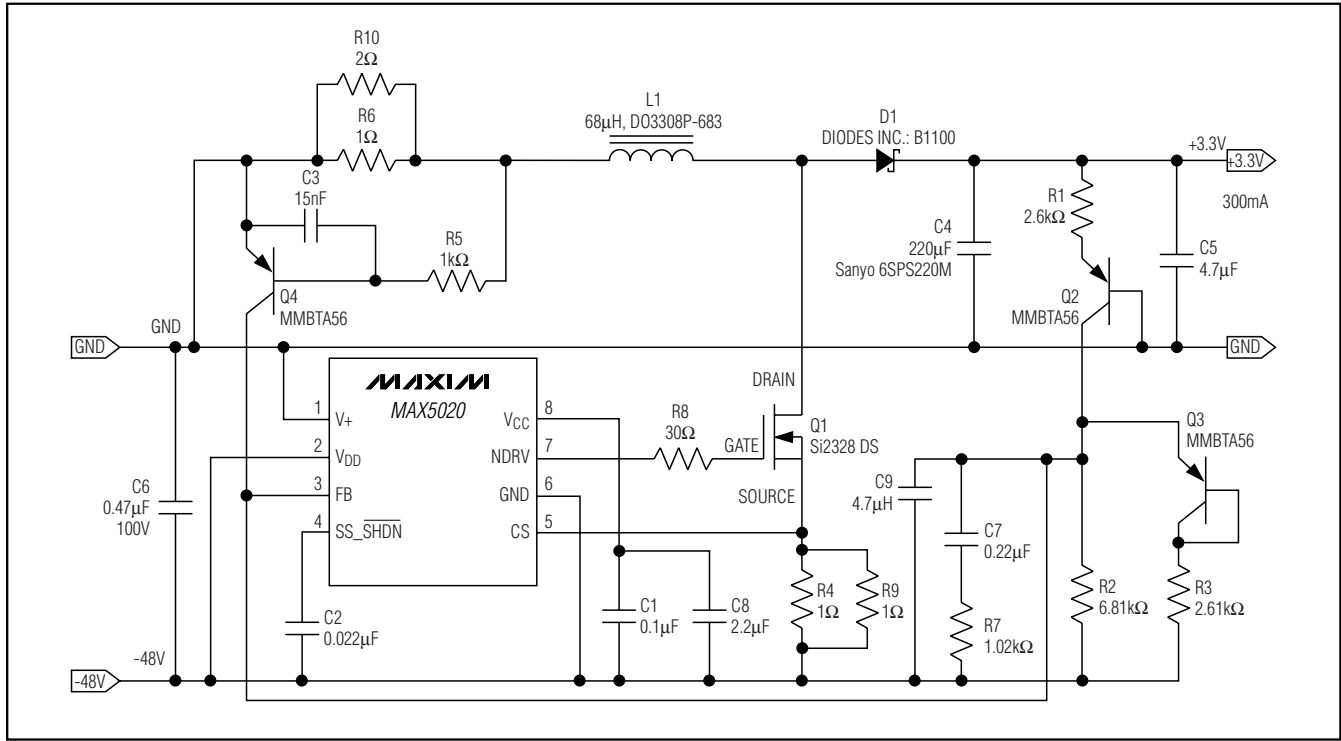 R10
2Ω
R6
1Ω
C3
15nF
R5
1kΩ
Q4
MMBTA56
L1
68μH, DO3308P-683
D1
DIODES INC.: B1100
+3.3V
+3.3V
300mA
R1
2.6kΩ
C4
220μF
Sanyo 6SPS220M
C5
4.7μF
Q2
MMBTA56
GND
GND
GND
MAXIM
MAX5020
1
V+
2
VDD
3
FB
4
SS_SHDN
8
VCC
7
NDRV
6
GND
5
CS
R8
30Ω
DRAIN
GATE
SOURCE
Q1
Si2328 DS
Q3
MMBTA56
C6
0.47μF
100V
C9
4.7μH
C7
0.22μF
C2
0.022μF
C1
0.1μF
C8
2.2μF
R4
1Ω
R9
1Ω
R7
1.02kΩ
R2
6.81kΩ
R3
2.61kΩ
-48V
-48V